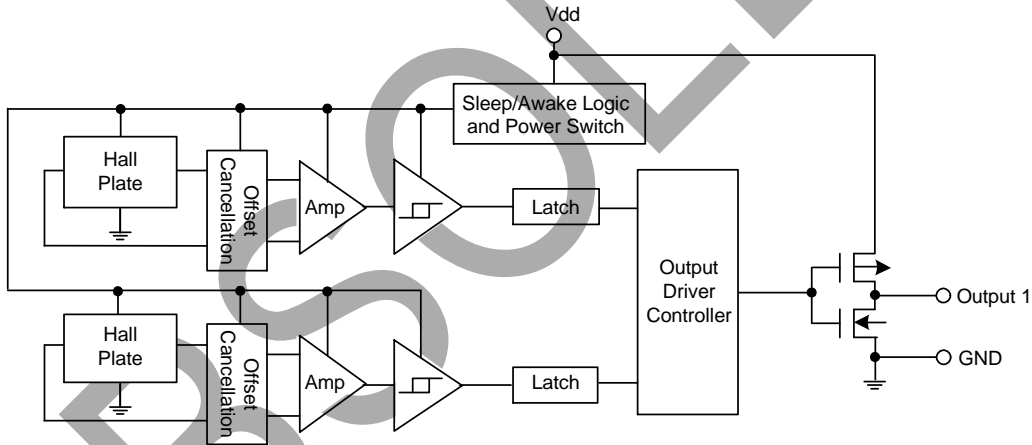 Vdd
Sleep/Awake Logic
and Power Switch
Hall
Plate
Offset
Cancellation
Amp
Latch
Output
Driver
Controller
Output 1
GND
Hall
Plate
Offset
Cancellation
Amp
Latch